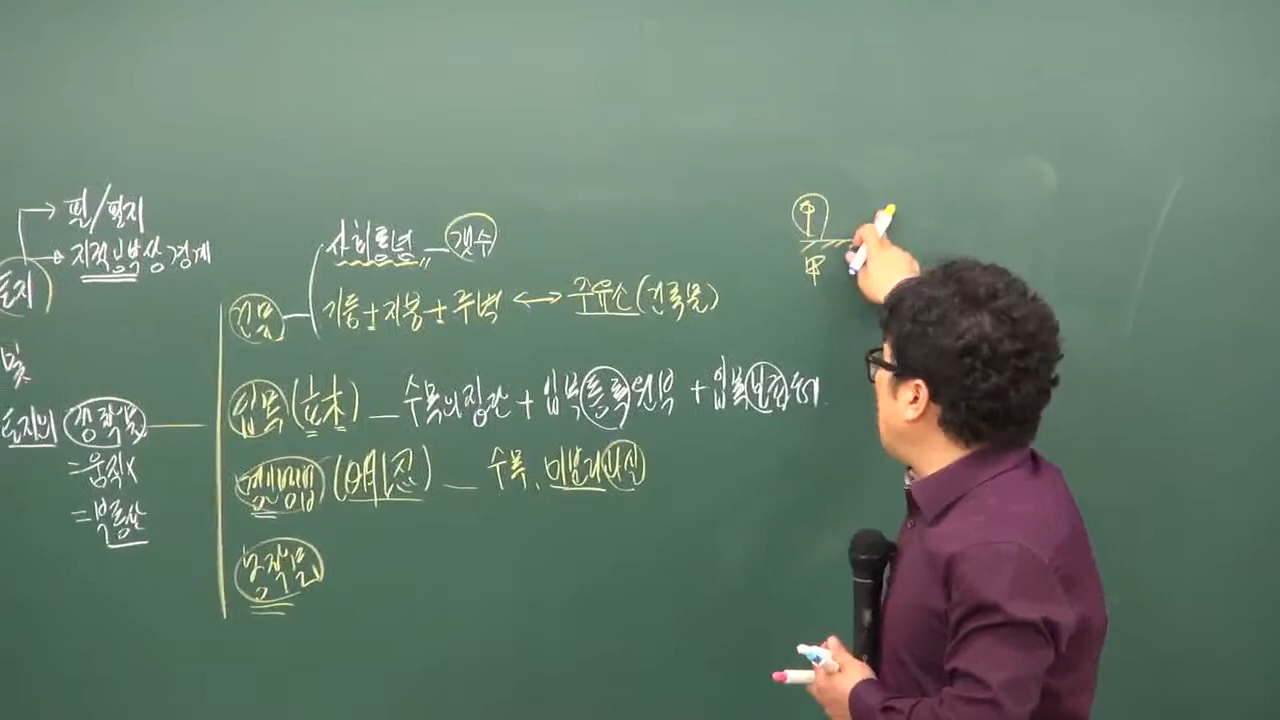 필/필지
지적공부상 경계
토지
및
토지의 정착물
=움직x
=부동산
건물
사회통념 - 갯수
기둥+지붕+주벽 ↔ 주유소(건축물)
입목(立木) - 수목의 집단 + 입목등록원부 + 입목보존등기
명인방법(明認) - 수목, 미분리과실
농작물
甲